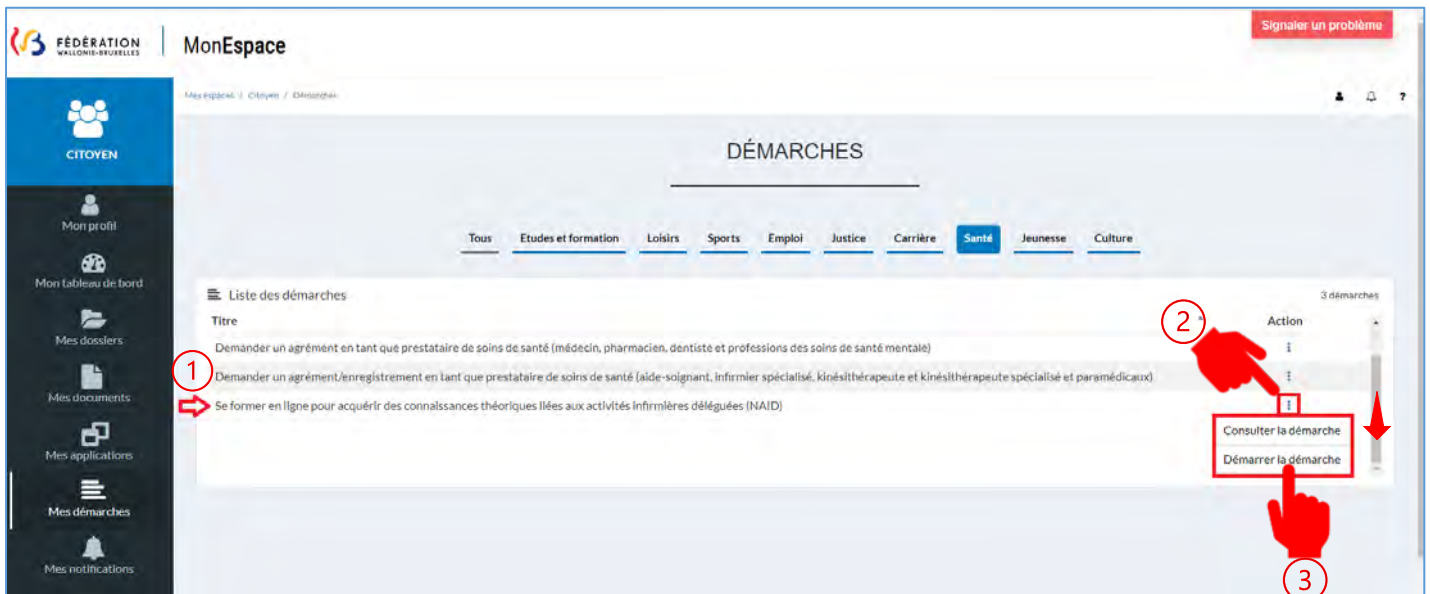 FÉDÉRATION
WALLONIE-BRUXELLES
MonEspace
Signaler un problème
Mes espaces / Citoyen / Démarches
?
CITOYEN
Mon profil
Mon tableau de bord
Mes dossiers
Mes documents
Mes applications
Mes démarches
Mes notifications
DÉMARCHES
Tous Etudes et formation Loisirs Sports Emploi Justice Carrière Santé Jeunesse Culture
Liste des démarches 3 démarches
Titre Action
2
Demander un agrément en tant que prestataire de soins de santé (médecin, pharmacien, dentiste et professions des soins de santé mentale)
1
Demander un agrément/enregistrement en tant que prestataire de soins de santé (aide-soignant, infirmier spécialisé, kinésithérapeute et kinésithérapeute spécialisé et paramédicaux)
Se former en ligne pour acquérir des connaissances théoriques liées aux activités infirmières déléguées (NAID)
Consulter la démarche
Démarrer la démarche
3